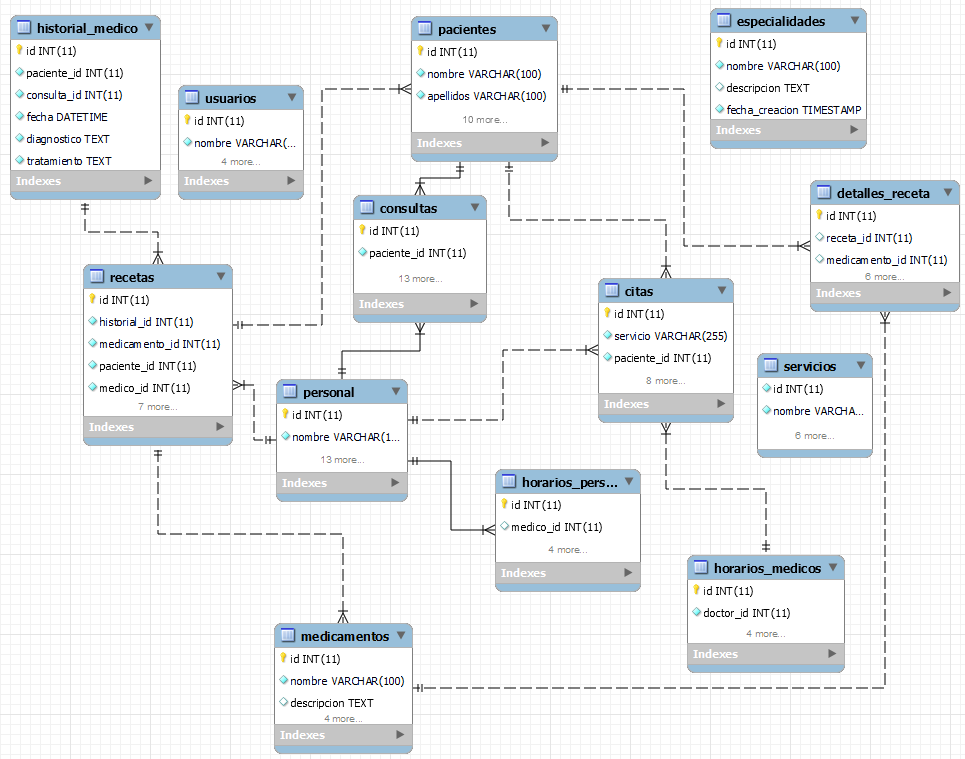 historial_medico
id INT(11)
paciente_id INT(11)
consulta_id INT(11)
fecha DATETIME
diagnostico TEXT
tratamiento TEXT
Indexes
usuarios
id INT(11)
nombre VARCHAR(...
4 more...
Indexes
pacientes
id INT(11)
nombre VARCHAR(100)
apellidos VARCHAR(100)
10 more...
Indexes
especialidades
id INT(11)
nombre VARCHAR(100)
descripcion TEXT
fecha_creacion TIMESTAMP
Indexes
consultas
id INT(11)
paciente_id INT(11)
13 more...
Indexes
detalles_receta
id INT(11)
receta_id INT(11)
medicamento_id INT(11)
6 more...
Indexes
recetas
id INT(11)
historial_id INT(11)
medicamento_id INT(11)
paciente_id INT(11)
medico_id INT(11)
7 more...
Indexes
citas
id INT(11)
servicio VARCHAR(255)
paciente_id INT(11)
8 more...
Indexes
servicios
id INT(11)
nombre VARCHA...
6 more...
personal
id INT(11)
nombre VARCHAR(1...
13 more...
Indexes
horarios_pers...
id INT(11)
medico_id INT(11)
4 more...
Indexes
horarios_medicos
id INT(11)
doctor_id INT(11)
4 more...
Indexes
medicamentos
id INT(11)
nombre VARCHAR(100)
descripcion TEXT
4 more...
Indexes